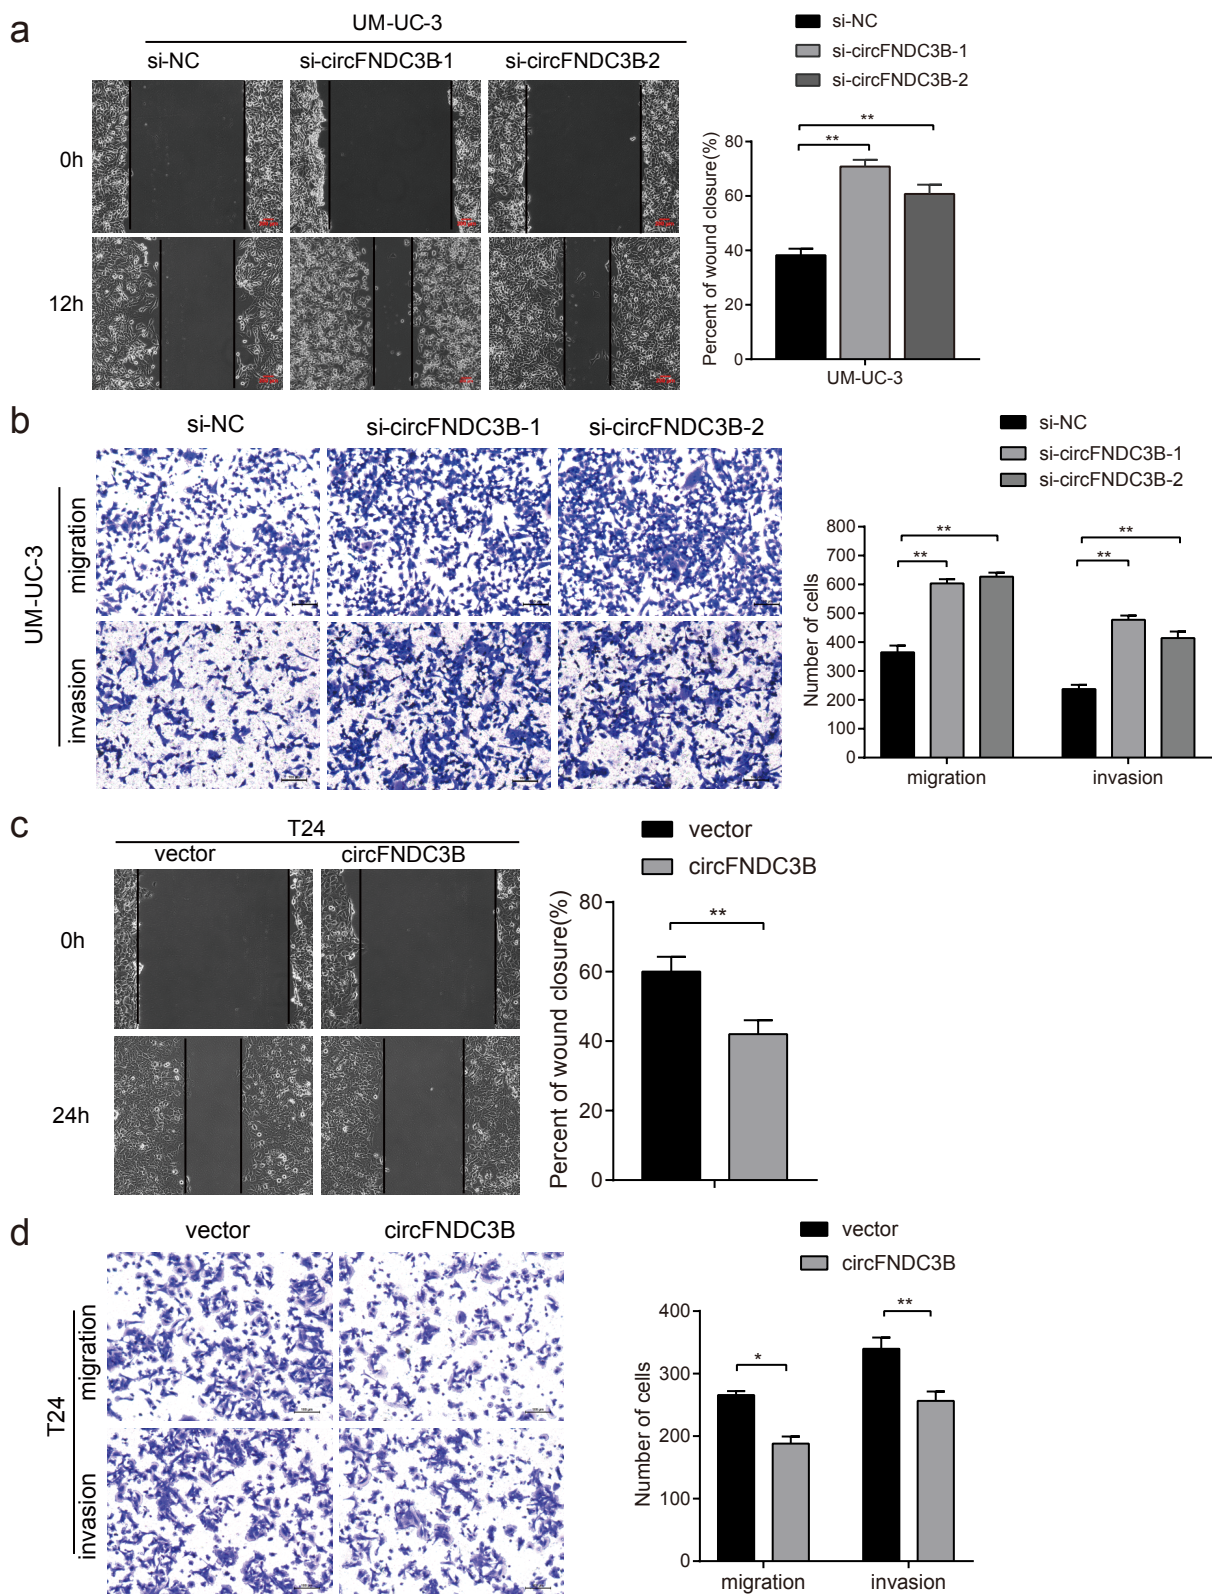 a
UM-UC-3
si-NC
si-circFNDC3B-1
si-circFNDC3B-2
0h
12h
si-NC
si-circFNDC3B-1
si-circFNDC3B-2
Percent of wound closure(%)
80
60
40
20
0
**
**
UM-UC-3
b
si-NC
si-circFNDC3B-1
si-circFNDC3B-2
UM-UC-3
migration
invasion
si-NC
si-circFNDC3B-1
si-circFNDC3B-2
Number of cells
800
700
600
500
400
300
200
100
0
**
**
**
**
migration
invasion
c
T24
vector
circFNDC3B
0h
24h
vector
circFNDC3B
Percent of wound closure(%)
80
60
40
20
0
**
d
vector
circFNDC3B
T24
migration
invasion
vector
circFNDC3B
Number of cells
400
300
200
100
0
*
**
migration
invasion